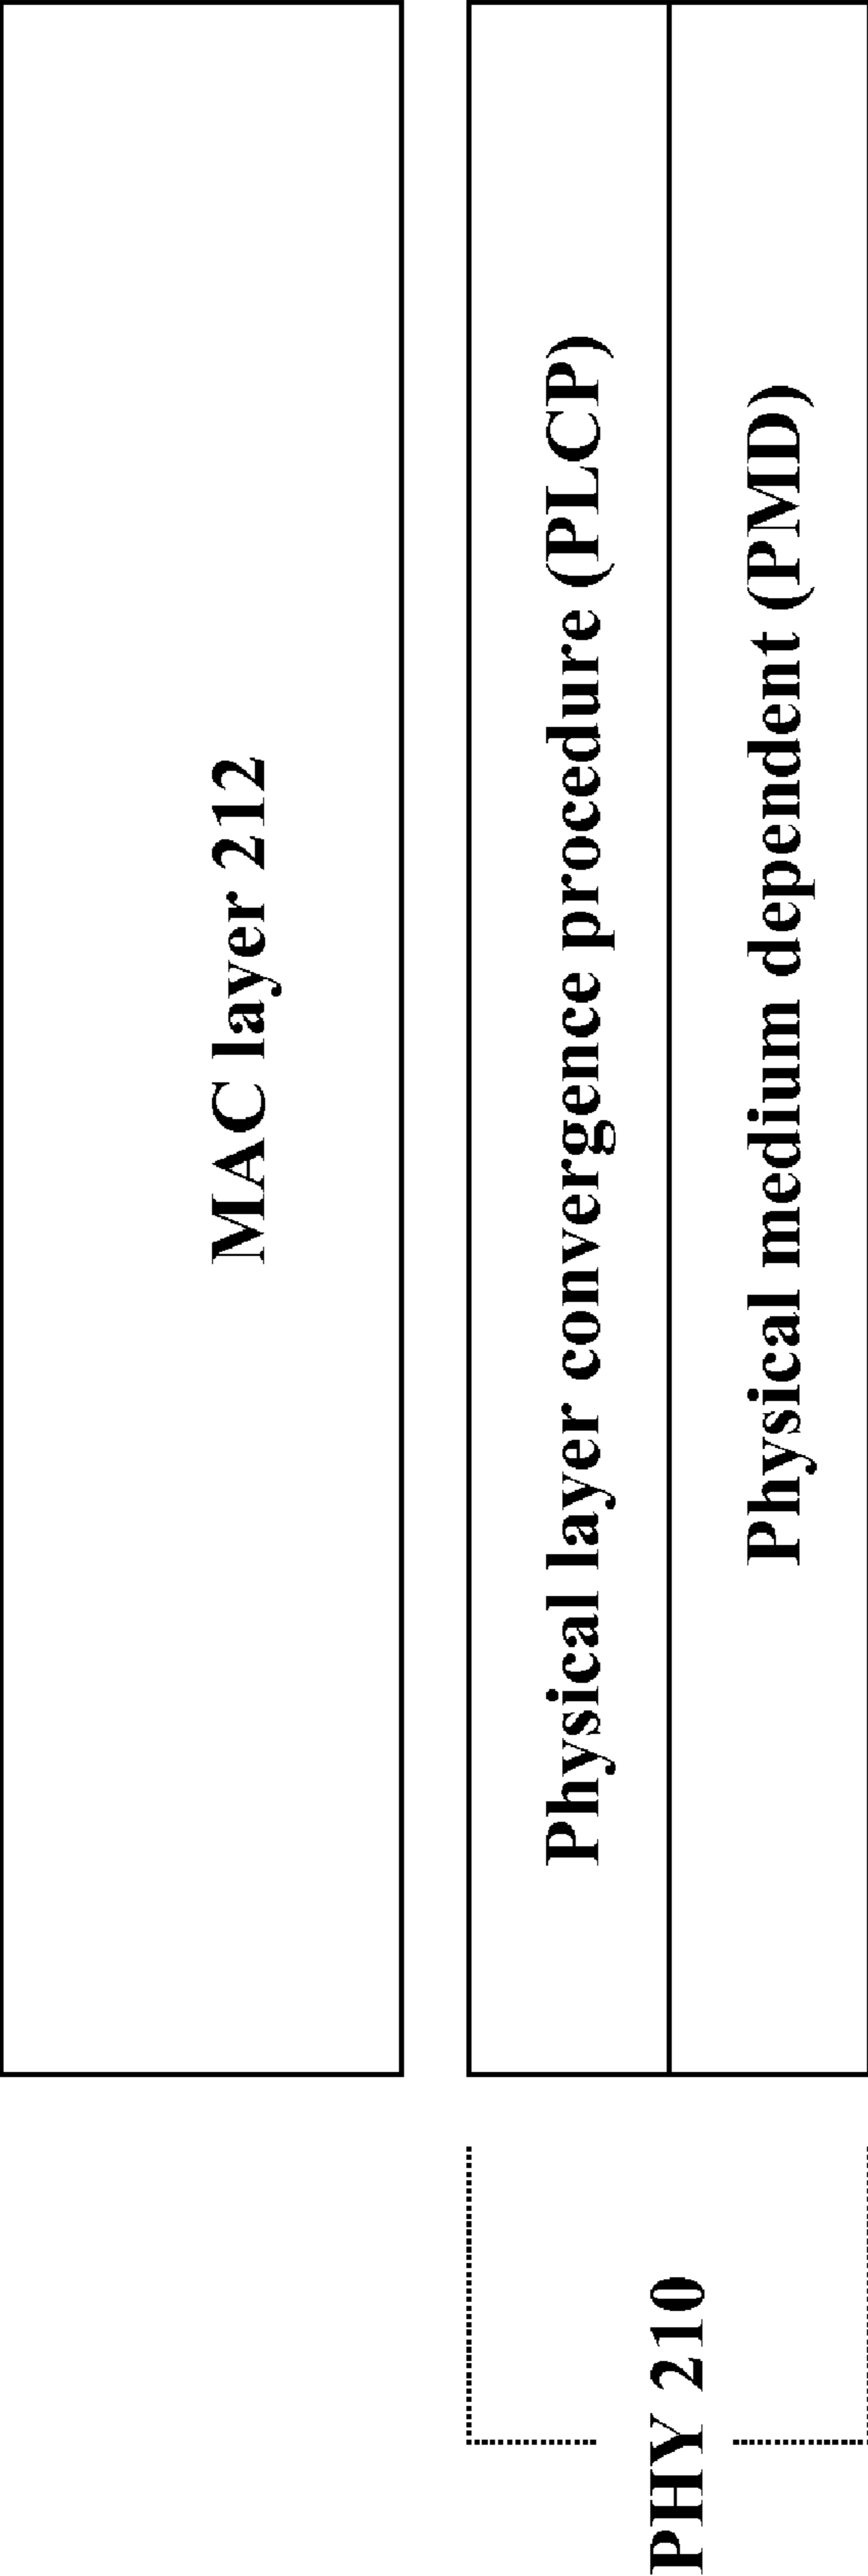 MAC layer 212
Physical layer convergence procedure (PLCP)
PHY 210
Physical medium dependent (PMD)